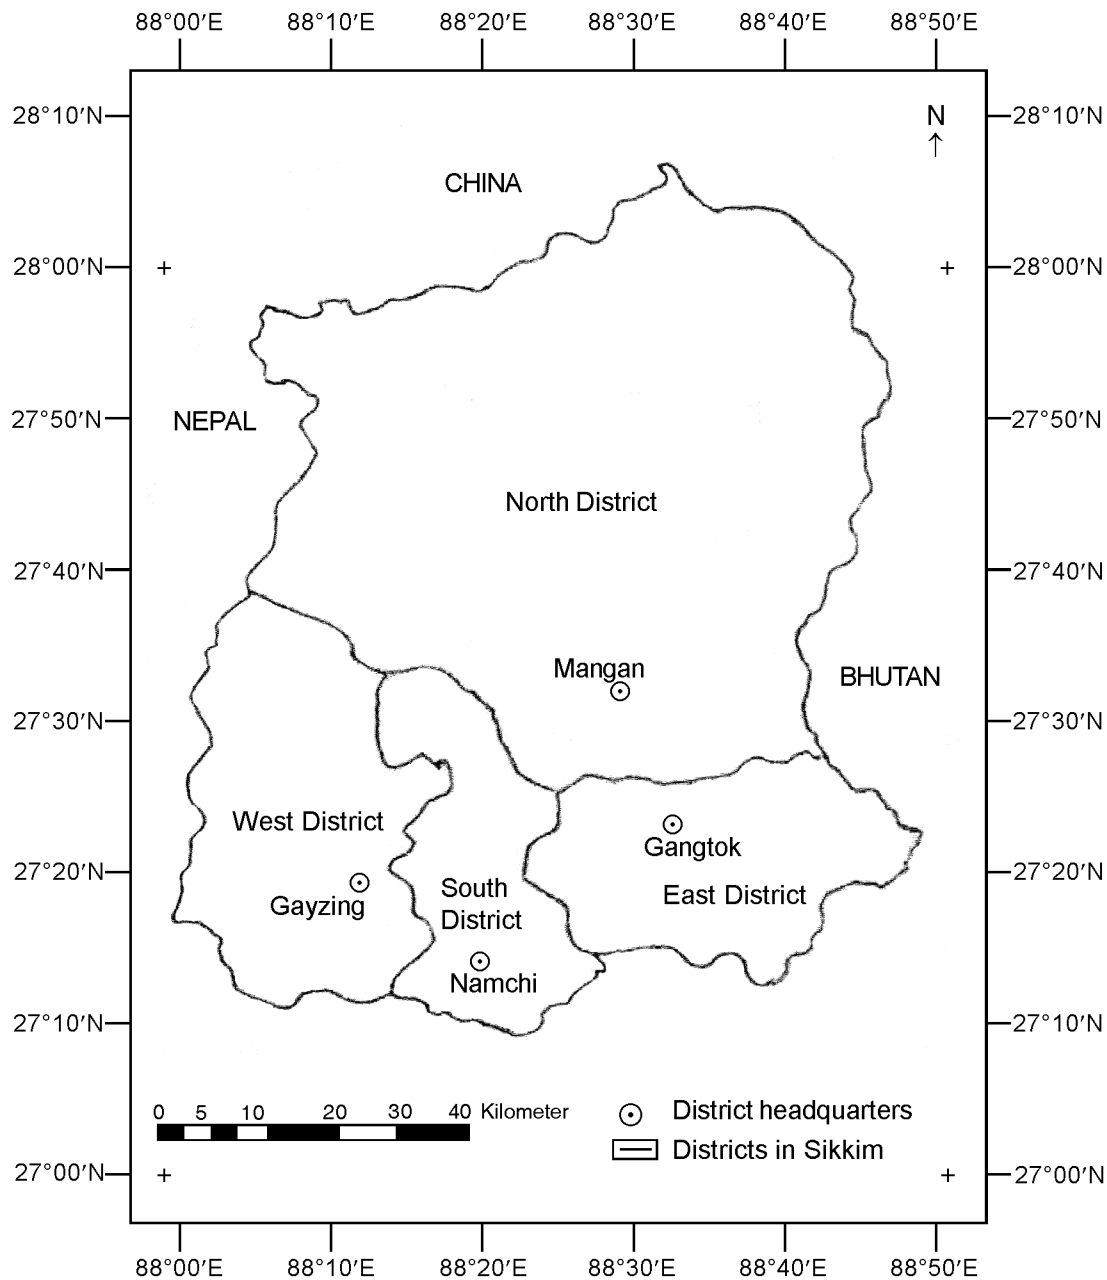 88°00′E 88°10′E 88°20′E 88°30′E 88°40′E 88°50′E
28°10′N 28°10′N
N
CHINA
28°00′N 28°00′N
27°50′N NEPAL 27°50′N
North District
27°40′N 27°40′N
Mangan
BHUTAN
27°30′N 27°30′N
West District
Gangtok
27°20′N 27°20′N
South
District
East District
Gayzing
Namchi
27°10′N 27°10′N
0 5 10 20 30 40 Kilometer
District headquarters
Districts in Sikkim
27°00′N 27°00′N
88°00′E 88°10′E 88°20′E 88°30′E 88°40′E 88°50′E